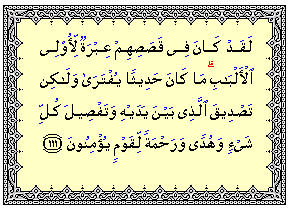 لَقَدْ كَانَ فِى قَصَصِهِمْ عِبْرَةٌ لِّأُو۟لِى
ٱلْأَلْبَـٰبِ ۗ مَا كَانَ حَدِيثًا يُفْتَرَىٰ وَلَـٰكِن
تَصْدِيقَ ٱلَّذِى بَيْنَ يَدَيْهِ وَتَفْصِيلَ كُلِّ
شَىْءٍ وَهُدًى وَرَحْمَةً لِّقَوْمٍ يُؤْمِنُونَ ﴿١١١﴾